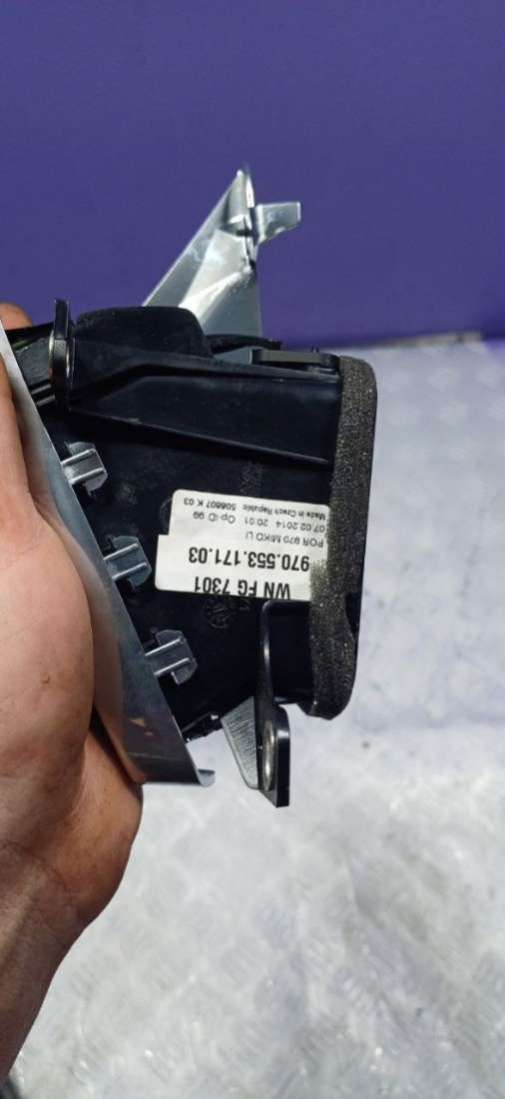 WN FG 7301
970.553.171.03
POR 970 MIKO LI
07.02.2014 20:01 Op-ID 99
Made in Czech Republic 508807 K 03